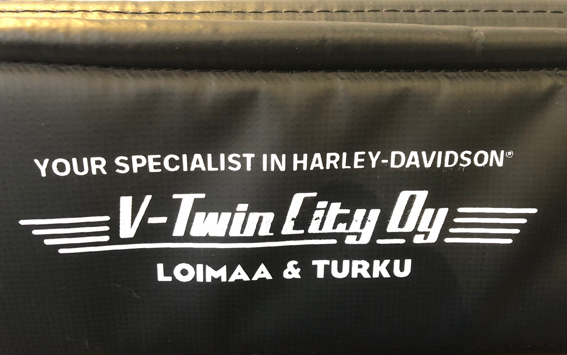 YOUR SPECIALIST IN HARLEY-DAVIDSON®
V-Twin City Oy
LOIMAA & TURKU